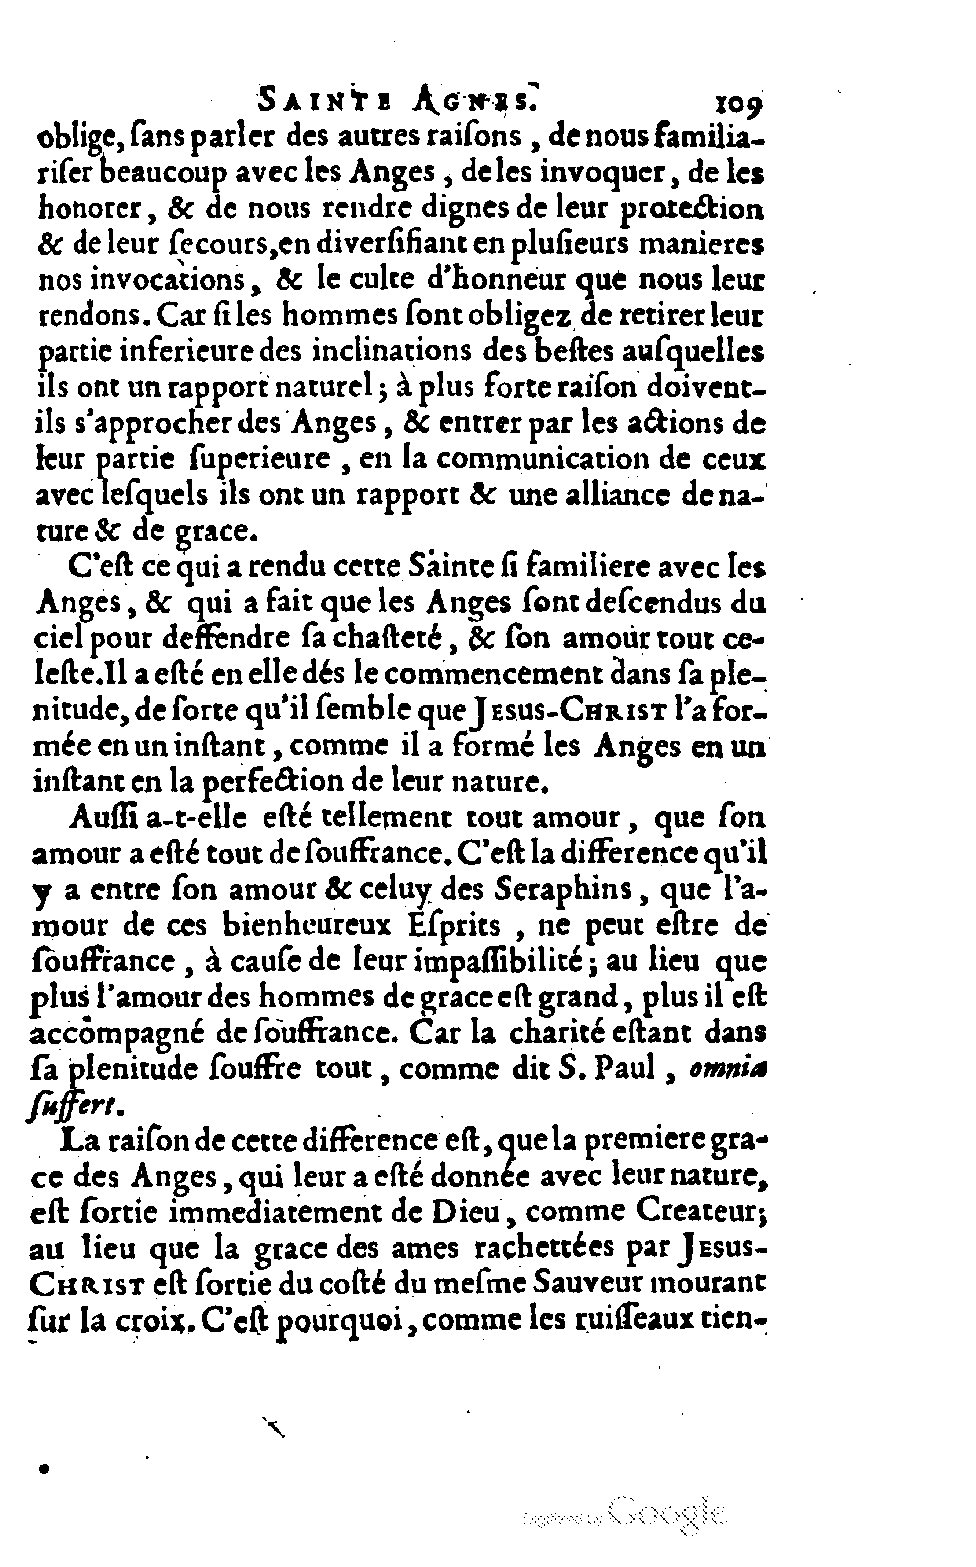 SAINTE AGNES. 109
oblige, ſans parler des autres raiſons, de nous familia-
riſer beaucoup avec les Anges, de les invoquer, de les
honorer, & de nous rendre dignes de leur protection
& de leur ſecours, en diverſifiant en pluſieurs manieres
nos invocations, & le culte d'honneur que nous leur
rendons. Car ſi les hommes ſont obligez de retirer leur
partie inferieure des inclinations des beſtes auſquelles
ils ont un rapport naturel; à plus forte raiſon doivent-
ils s'approcher des Anges, & entrer par les actions de
leur partie ſuperieure, en la communication de ceux
avec leſquels ils ont un rapport & une alliance de na-
ture & de grace.
C'eſt ce qui a rendu cette Sainte ſi familiere avec les
Anges, & qui a fait que les Anges ſont deſcendus du
ciel pour deffendre ſa chaſteté, & ſon amour tout ce-
leſte. Il a eſté en elle dés le commencement dans ſa ple-
nitude, de ſorte qu'il ſemble que JESUS-CHRIST l'a for-
mée en un inſtant, comme il a formé les Anges en un
inſtant en la perfection de leur nature.
Auſſi a-t-elle eſté tellement tout amour, que ſon
amour a eſté tout de ſouffrance. C'eſt la difference qu'il
y a entre ſon amour & celuy des Seraphins, que l'a-
mour de ces bienheureux Eſprits, ne peut eſtre de
ſouffrance, à cauſe de leur impaſſibilité; au lieu que
plus l'amour des hommes de grace eſt grand, plus il eſt
accompagné de ſouffrance. Car la charité eſtant dans
ſa plenitude ſouffre tout, comme dit S. Paul, omnia
ſuffert.
La raiſon de cette difference eſt, que la premiere gra-
ce des Anges, qui leur a eſté donnée avec leur nature,
eſt ſortie immediatement de Dieu, comme Createur;
au lieu que la grace des ames rachettées par JESUS-
CHRIST eſt ſortie du coſté du meſme Sauveur mourant
ſur la croix. C'eſt pourquoi, comme les ruiſſeaux tien-
Digitized by Google